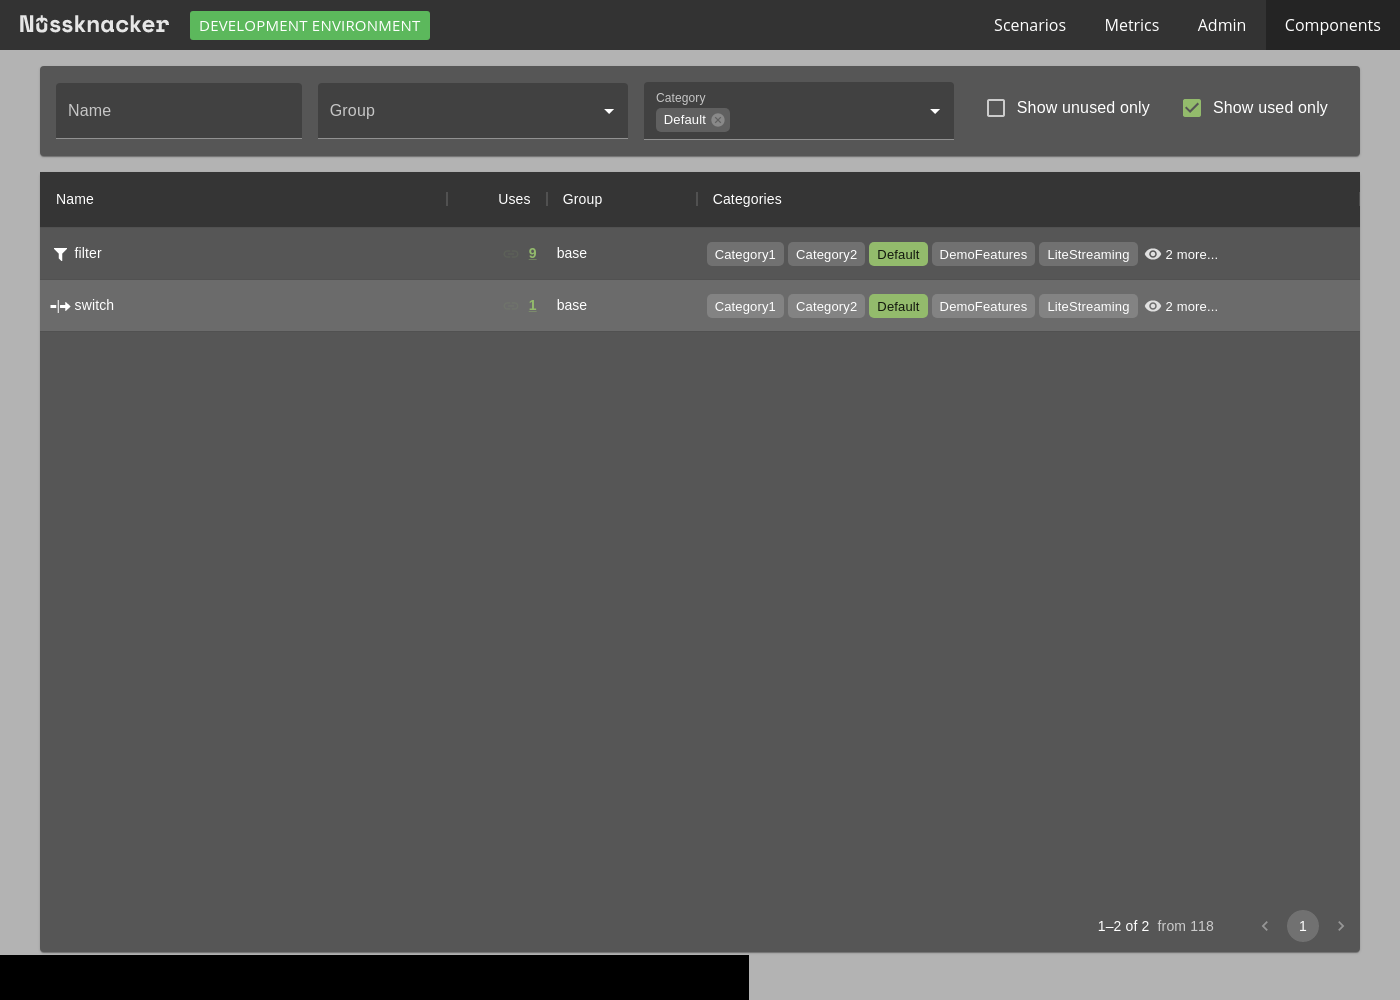 Nussknacker DEVELOPMENT ENVIRONMENT Scenarios Metrics Admin Components
Name Group Category Default Show unused only Show used only
Name Uses Group Categories
filter 9 base Category1 Category2 Default DemoFeatures LiteStreaming 2 more...
switch 1 base Category1 Category2 Default DemoFeatures LiteStreaming 2 more...
1–2 of 2 from 118 1